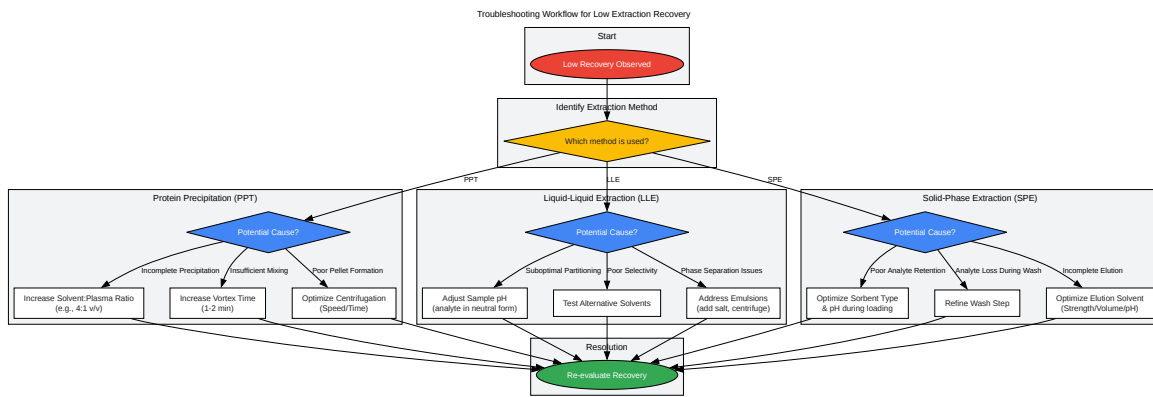 Troubleshooting Workflow for Low Extraction Recovery
Start
Low Recovery Observed
Identify Extraction Method
Which method is used?
PPT
LLE
SPE
Protein Precipitation (PPT)
Potential Cause?
Incomplete Precipitation
Insufficient Mixing
Poor Pellet Formation
Increase Solvent:Plasma Ratio
(e.g., 4:1 v/v)
Increase Vortex Time
(1-2 min)
Optimize Centrifugation
(Speed/Time)
Liquid-Liquid Extraction (LLE)
Potential Cause?
Suboptimal Partitioning
Poor Selectivity
Phase Separation Issues
Adjust Sample pH
(analyte in neutral form)
Test Alternative Solvents
Address Emulsions
(add salt, centrifuge)
Solid-Phase Extraction (SPE)
Potential Cause?
Poor Analyte Retention
Analyte Loss During Wash
Incomplete Elution
Optimize Sorbent Type
& pH during loading
Refine Wash Step
Optimize Elution Solvent
(Strength/Volume/pH)
Resolution
Re-evaluate Recovery